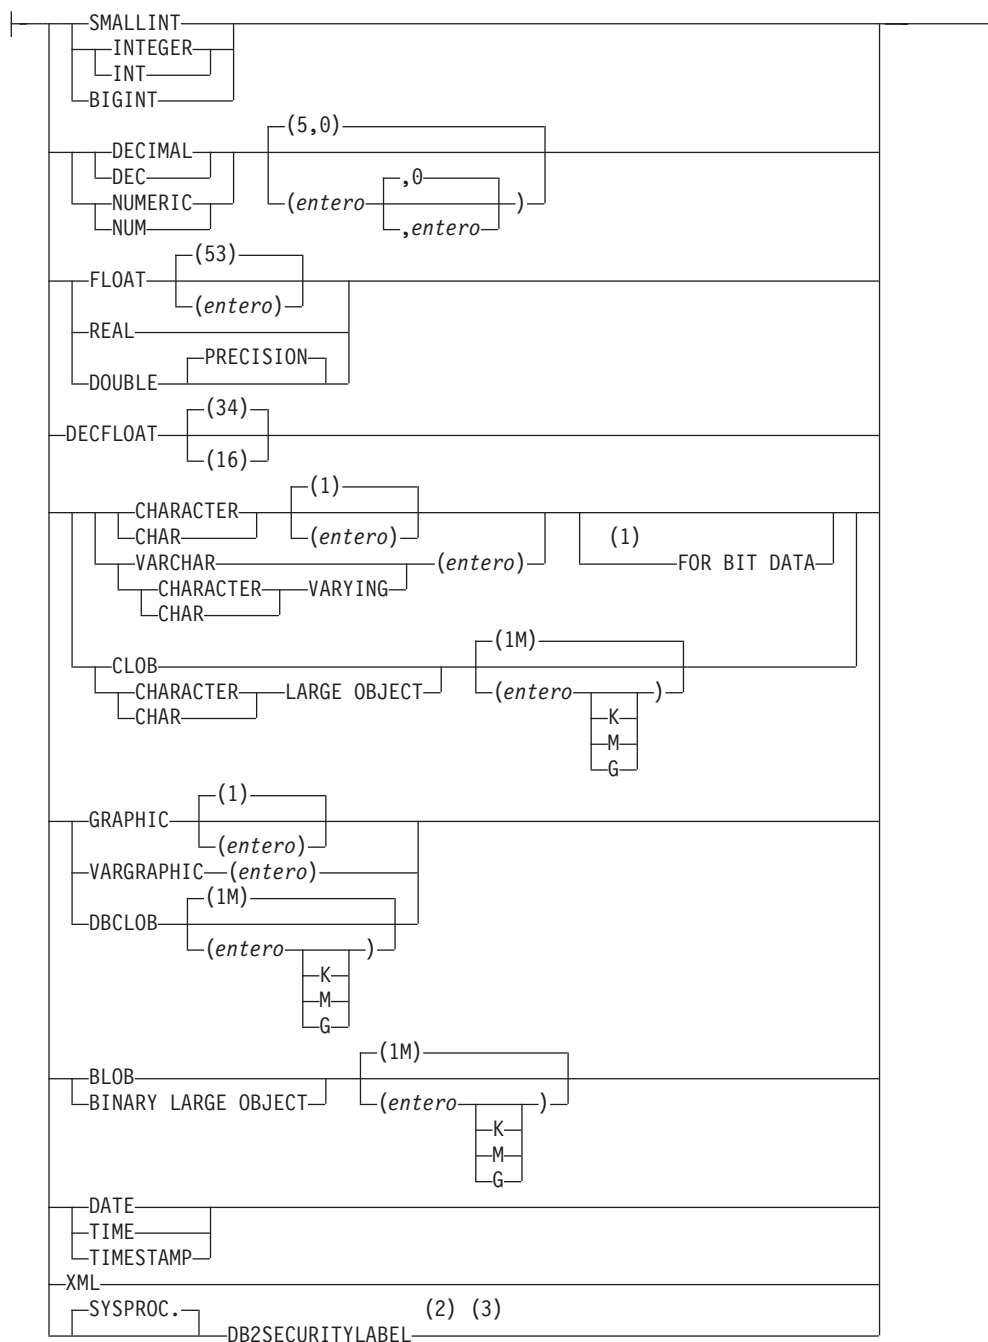 SMALLINT
INTEGER
INT
BIGINT
(5,0)
DECIMAL
DEC
,0
NUMERIC
(entero )
NUM
,entero
(53)
FLOAT
(entero)
REAL
PRECISION
DOUBLE
(34)
DECFLOAT
(16)
(1)
CHARACTER
CHAR
(entero)
(1)
VARCHAR
(entero)
FOR BIT DATA
CHARACTER VARYING
CHAR
(1M)
CLOB
CHARACTER LARGE OBJECT
(entero )
CHAR
K
M
G
(1)
GRAPHIC
(entero)
VARGRAPHIC (entero)
(1M)
DBCLOB
(entero )
K
M
G
(1M)
BLOB
BINARY LARGE OBJECT
(entero )
K
M
G
DATE
TIME
TIMESTAMP
XML
SYSPROC.
(2) (3)
DB2SECURITYLABEL